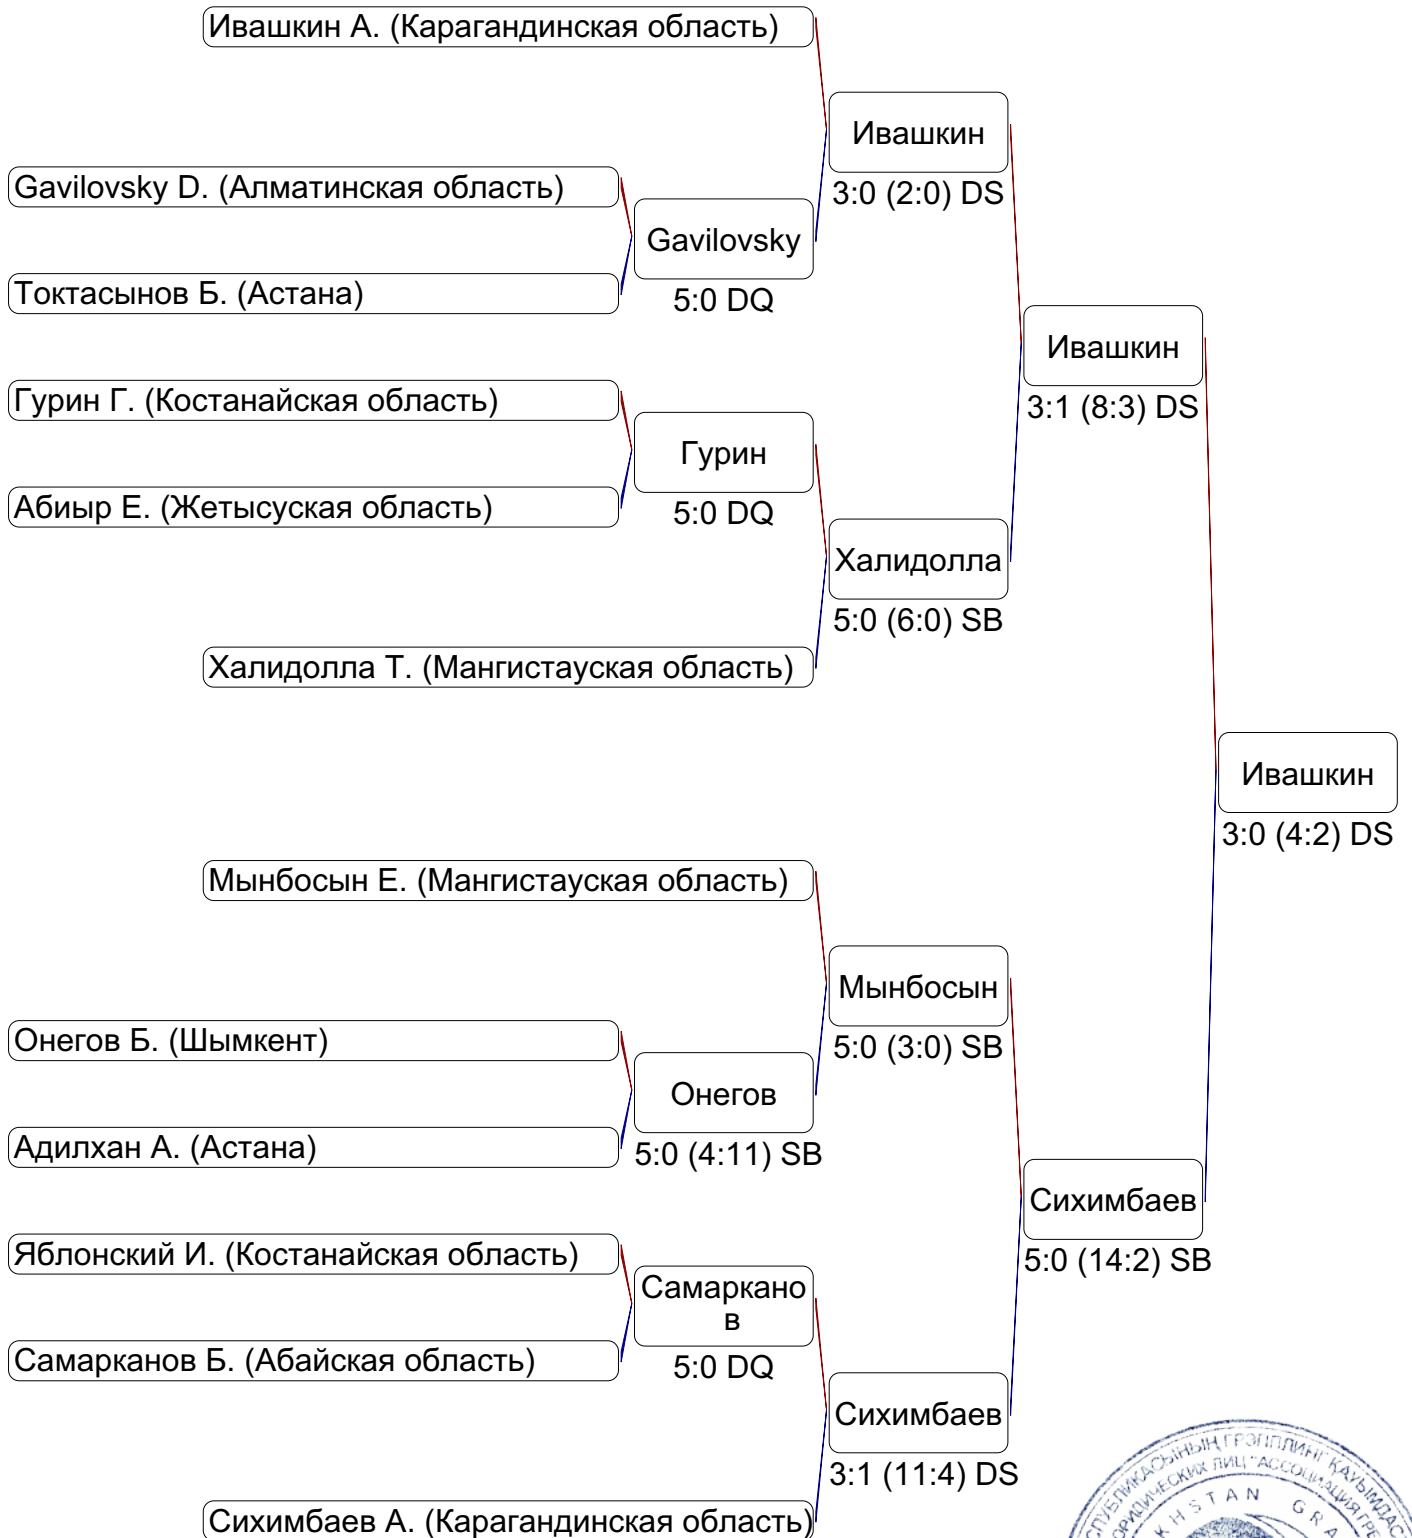 Ивашкин А. (Карагандинская область)
Ивашкин
3:0 (2:0) DS
Gavilovsky D. (Алматинская область)
Gavilovsky
5:0 DQ
Токтасынов Б. (Астана)
Ивашкин
3:1 (8:3) DS
Гурин Г. (Костанайская область)
Гурин
5:0 DQ
Абиыр Е. (Жетысуская область)
Халидолла
5:0 (6:0) SB
Халидолла Т. (Мангистауская область)
Ивашкин
3:0 (4:2) DS
Мынбосын Е. (Мангистауская область)
Мынбосын
5:0 (3:0) SB
Онегов Б. (Шымкент)
Онегов
5:0 (4:11) SB
Адилхан А. (Астана)
Сихимбаев
5:0 (14:2) SB
Яблонский И. (Костанайская область)
Самаркано
в
5:0 DQ
Самарканов Б. (Абайская область)
Сихимбаев
3:1 (11:4) DS
Сихимбаев А. (Карагандинская область)